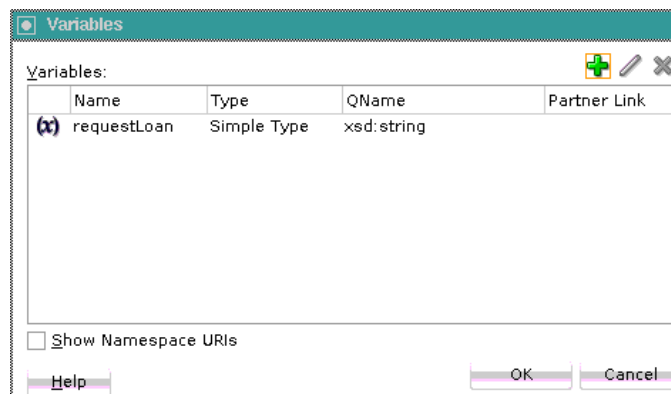 Variables
Variables:
Name Type QName Partner Link
(x) requestLoan Simple Type xsd:string
Show Namespace URIs
Help OK Cancel